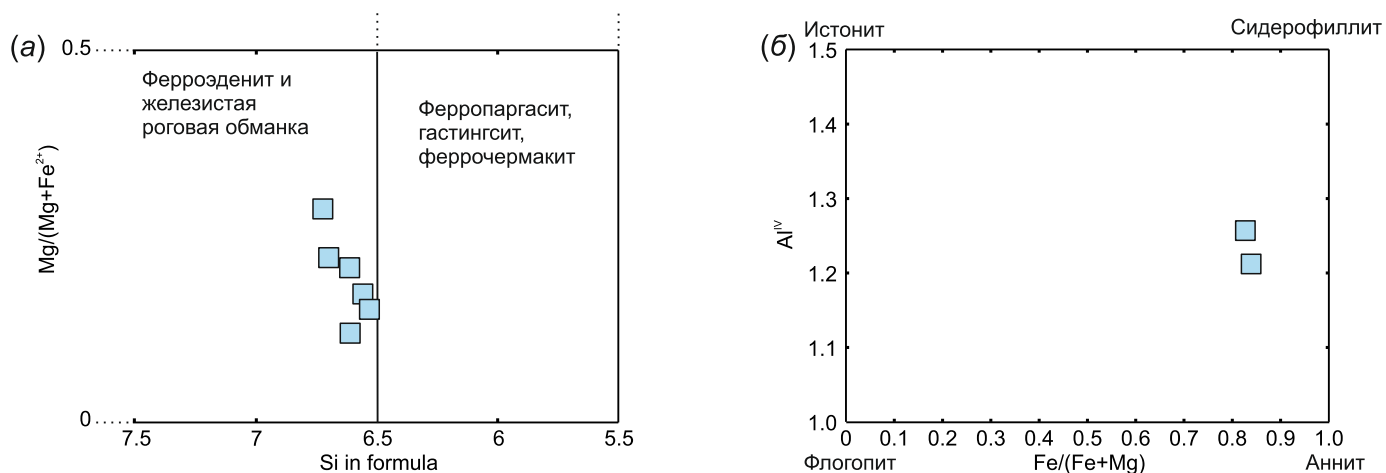 (а)
0.5
Ферроэденит и
железистая
роговая обманка
Ферропаргасит,
гастингсит,
феррочермакит
Mg/(Mg+Fe²⁺)
0
7.5 7 6.5 6 5.5
Si in formula
(б)
Истонит Сидерофиллит
1.5
1.4
1.3
1.2
1.1
1.0
Al^IV
0 0.1 0.2 0.3 0.4 0.5 0.6 0.7 0.8 0.9 1.0
Флогопит Fe/(Fe+Mg) Аннит